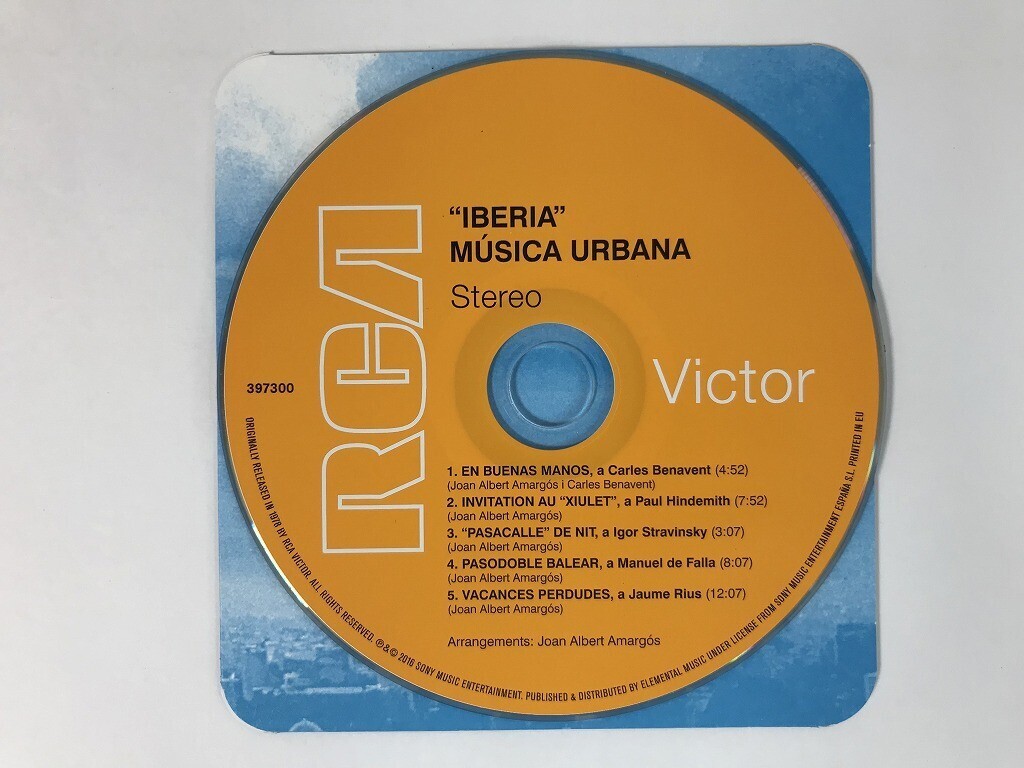 "IBERIA"
MÚSICA URBANA
Stereo
RCA
Victor
397300
1. EN BUENAS MANOS, a Carles Benavent (4:52)
(Joan Albert Amargós i Carles Benavent)
2. INVITATION AU "XIULET", a Paul Hindemith (7:52)
(Joan Albert Amargós)
3. "PASACALLE" DE NIT, a Igor Stravinsky (3:07)
(Joan Albert Amargós)
4. PASODOBLE BALEAR, a Manuel de Falla (8:07)
(Joan Albert Amargós)
5. VACANCES PERDUDES, a Jaume Rius (12:07)
(Joan Albert Amargós)
Arrangements: Joan Albert Amargós
ORIGINALLY RELEASED IN 1978 BY RCA VICTOR. ALL RIGHTS RESERVED. ℗&© 2016 SONY MUSIC ENTERTAINMENT. PUBLISHED & DISTRIBUTED BY ELEMENTAL MUSIC UNDER LICENSE FROM SONY MUSIC ENTERTAINMENT ESPAÑA S.L. PRINTED IN EU